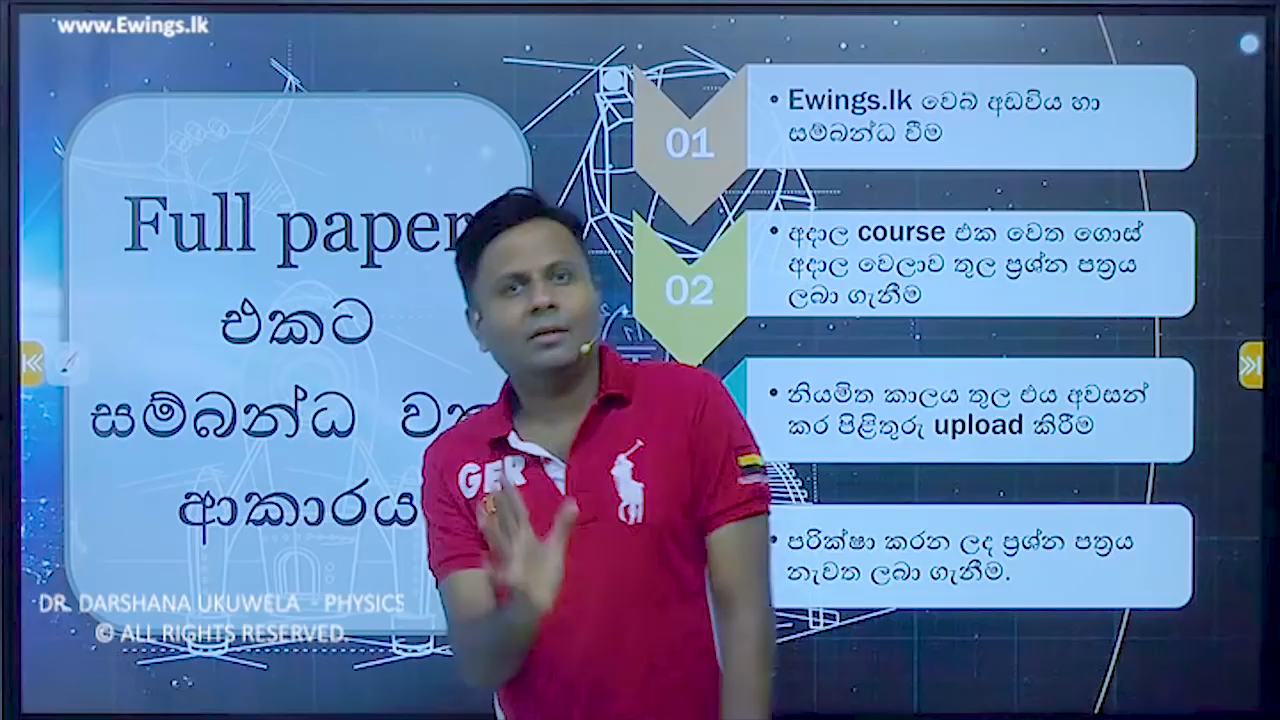 www.Ewings.lk
Full paper
එකට
සම්බන්ධ
ආකාරය
DR. DARSHANA UKUWELA - PHYSICS
© ALL RIGHTS RESERVED.
01
• Ewings.lk වෙබ් අඩවිය හා
සම්බන්ධ වීම
02
• අදාල course එක වෙත ගොස්
අදාල වෙලාව තුල ප්‍රශ්න පත්‍රය
ලබා ගැනීම
• නියමිත කාලය තුල එය අවසන්
කර පිළිතුරු upload කිරීම
• පරික්ෂා කරන ලද ප්‍රශ්න පත්‍රය
නැවත ලබා ගැනීම.
GER